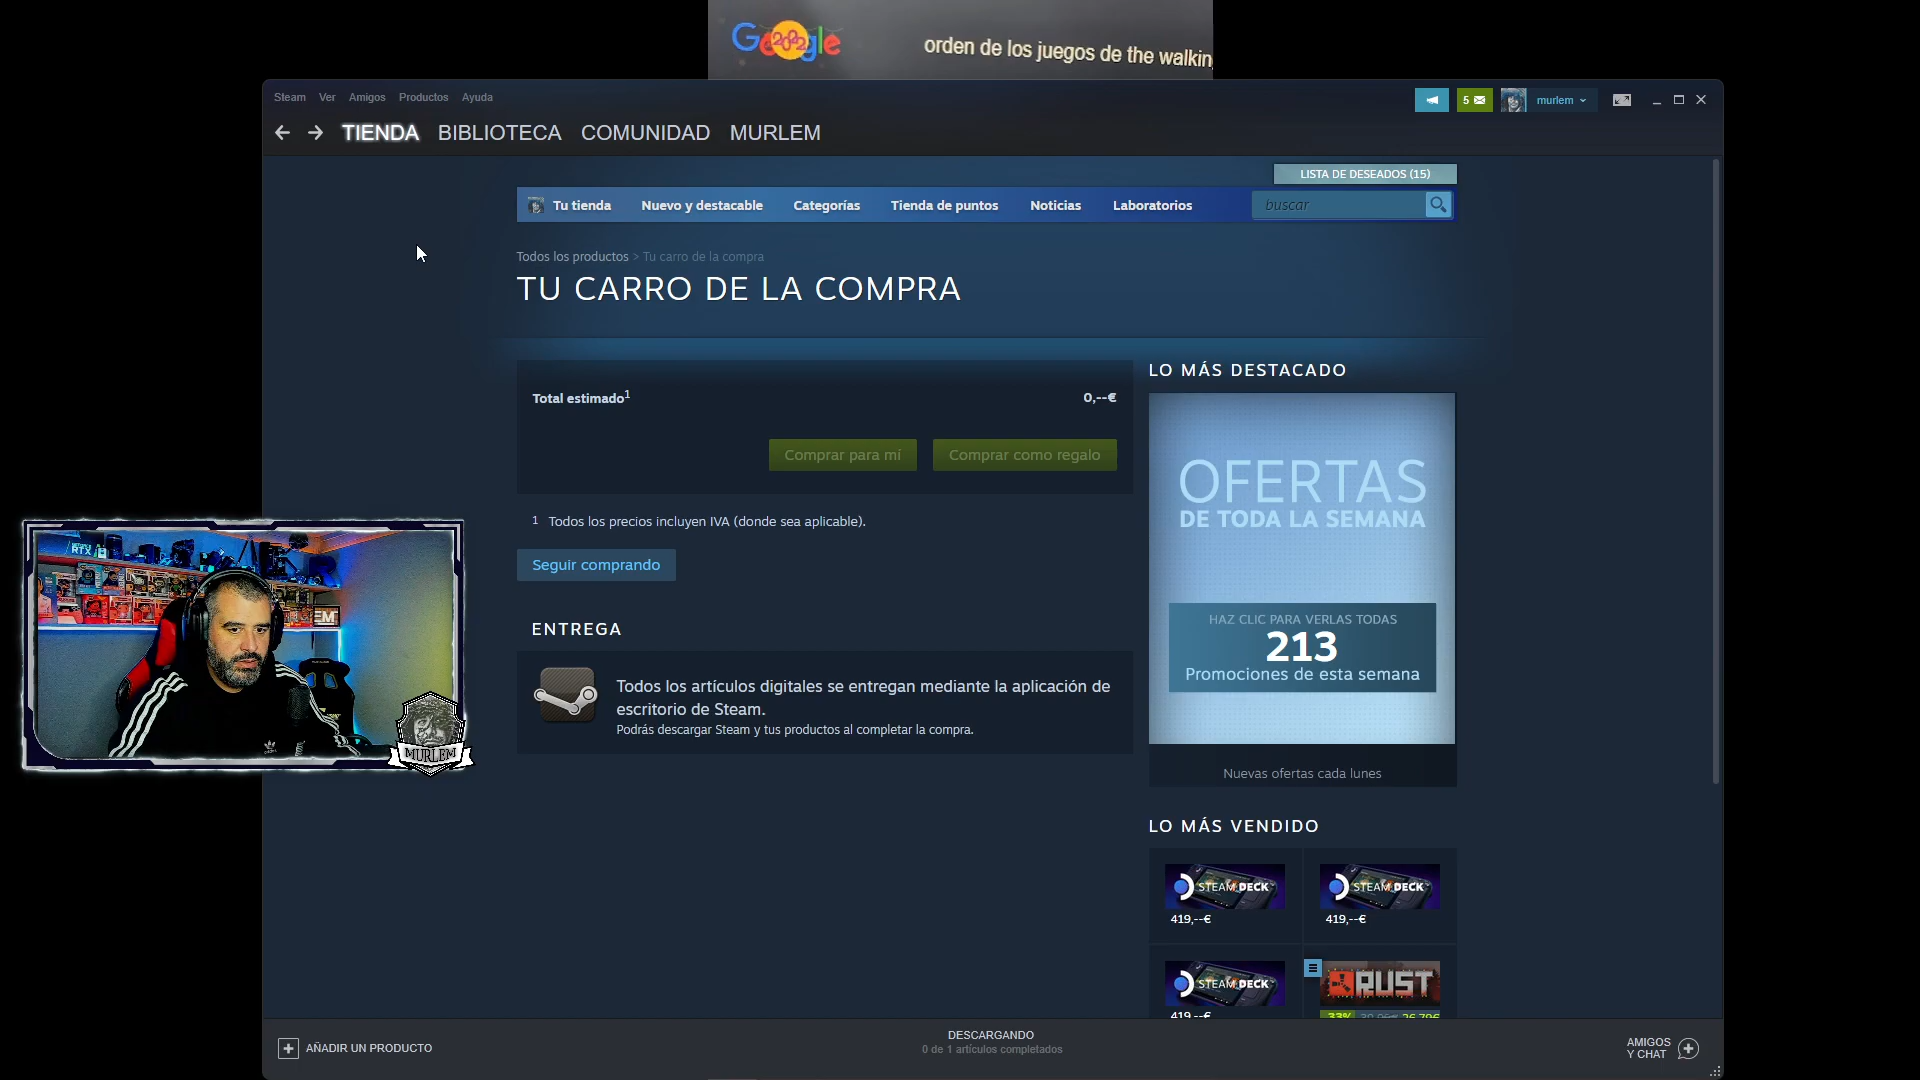 Google
2022
orden de los juegos de the walkin
Steam Ver Amigos Productos Ayuda
5
murlem
TIENDA BIBLIOTECA COMUNIDAD MURLEM
LISTA DE DESEADOS (15)
Tu tienda Nuevo y destacable Categorías Tienda de puntos Noticias Laboratorios
buscar
Todos los productos > Tu carro de la compra
TU CARRO DE LA COMPRA
Total estimado1 0,--€
Comprar para mí Comprar como regalo
1 Todos los precios incluyen IVA (donde sea aplicable).
Seguir comprando
ENTREGA
Todos los artículos digitales se entregan mediante la aplicación de
escritorio de Steam.
Podrás descargar Steam y tus productos al completar la compra.
LO MÁS DESTACADO
OFERTAS
DE TODA LA SEMANA
HAZ CLIC PARA VERLAS TODAS
213
Promociones de esta semana
Nuevas ofertas cada lunes
LO MÁS VENDIDO
STEAM DECK
419,--€
STEAM DECK
419,--€
STEAM DECK
419,--€
RUST
RTX
EM
MURLEM
AÑADIR UN PRODUCTO
DESCARGANDO
0 de 1 artículos completados
AMIGOS
Y CHAT